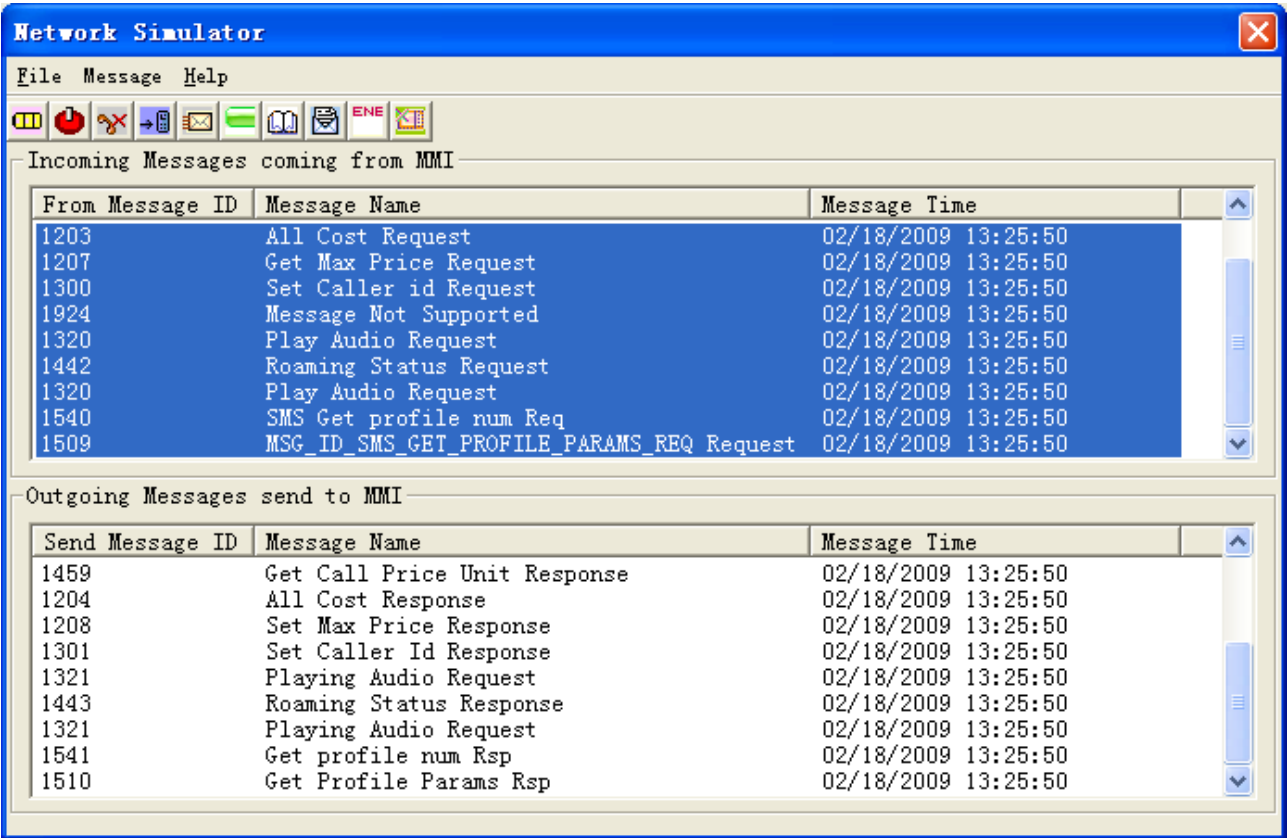 Network Simulator
File Message Help
ENE
Incoming Messages coming from MMI
From Message ID Message Name Message Time
1203 All Cost Request 02/18/2009 13:25:50
1207 Get Max Price Request 02/18/2009 13:25:50
1300 Set Caller id Request 02/18/2009 13:25:50
1924 Message Not Supported 02/18/2009 13:25:50
1320 Play Audio Request 02/18/2009 13:25:50
1442 Roaming Status Request 02/18/2009 13:25:50
1320 Play Audio Request 02/18/2009 13:25:50
1540 SMS Get profile num Req 02/18/2009 13:25:50
1509 MSG_ID_SMS_GET_PROFILE_PARAMS_REQ Request 02/18/2009 13:25:50
Outgoing Messages send to MMI
Send Message ID Message Name Message Time
1459 Get Call Price Unit Response 02/18/2009 13:25:50
1204 All Cost Response 02/18/2009 13:25:50
1208 Set Max Price Response 02/18/2009 13:25:50
1301 Set Caller Id Response 02/18/2009 13:25:50
1321 Playing Audio Request 02/18/2009 13:25:50
1443 Roaming Status Response 02/18/2009 13:25:50
1321 Playing Audio Request 02/18/2009 13:25:50
1541 Get profile num Rsp 02/18/2009 13:25:50
1510 Get Profile Params Rsp 02/18/2009 13:25:50